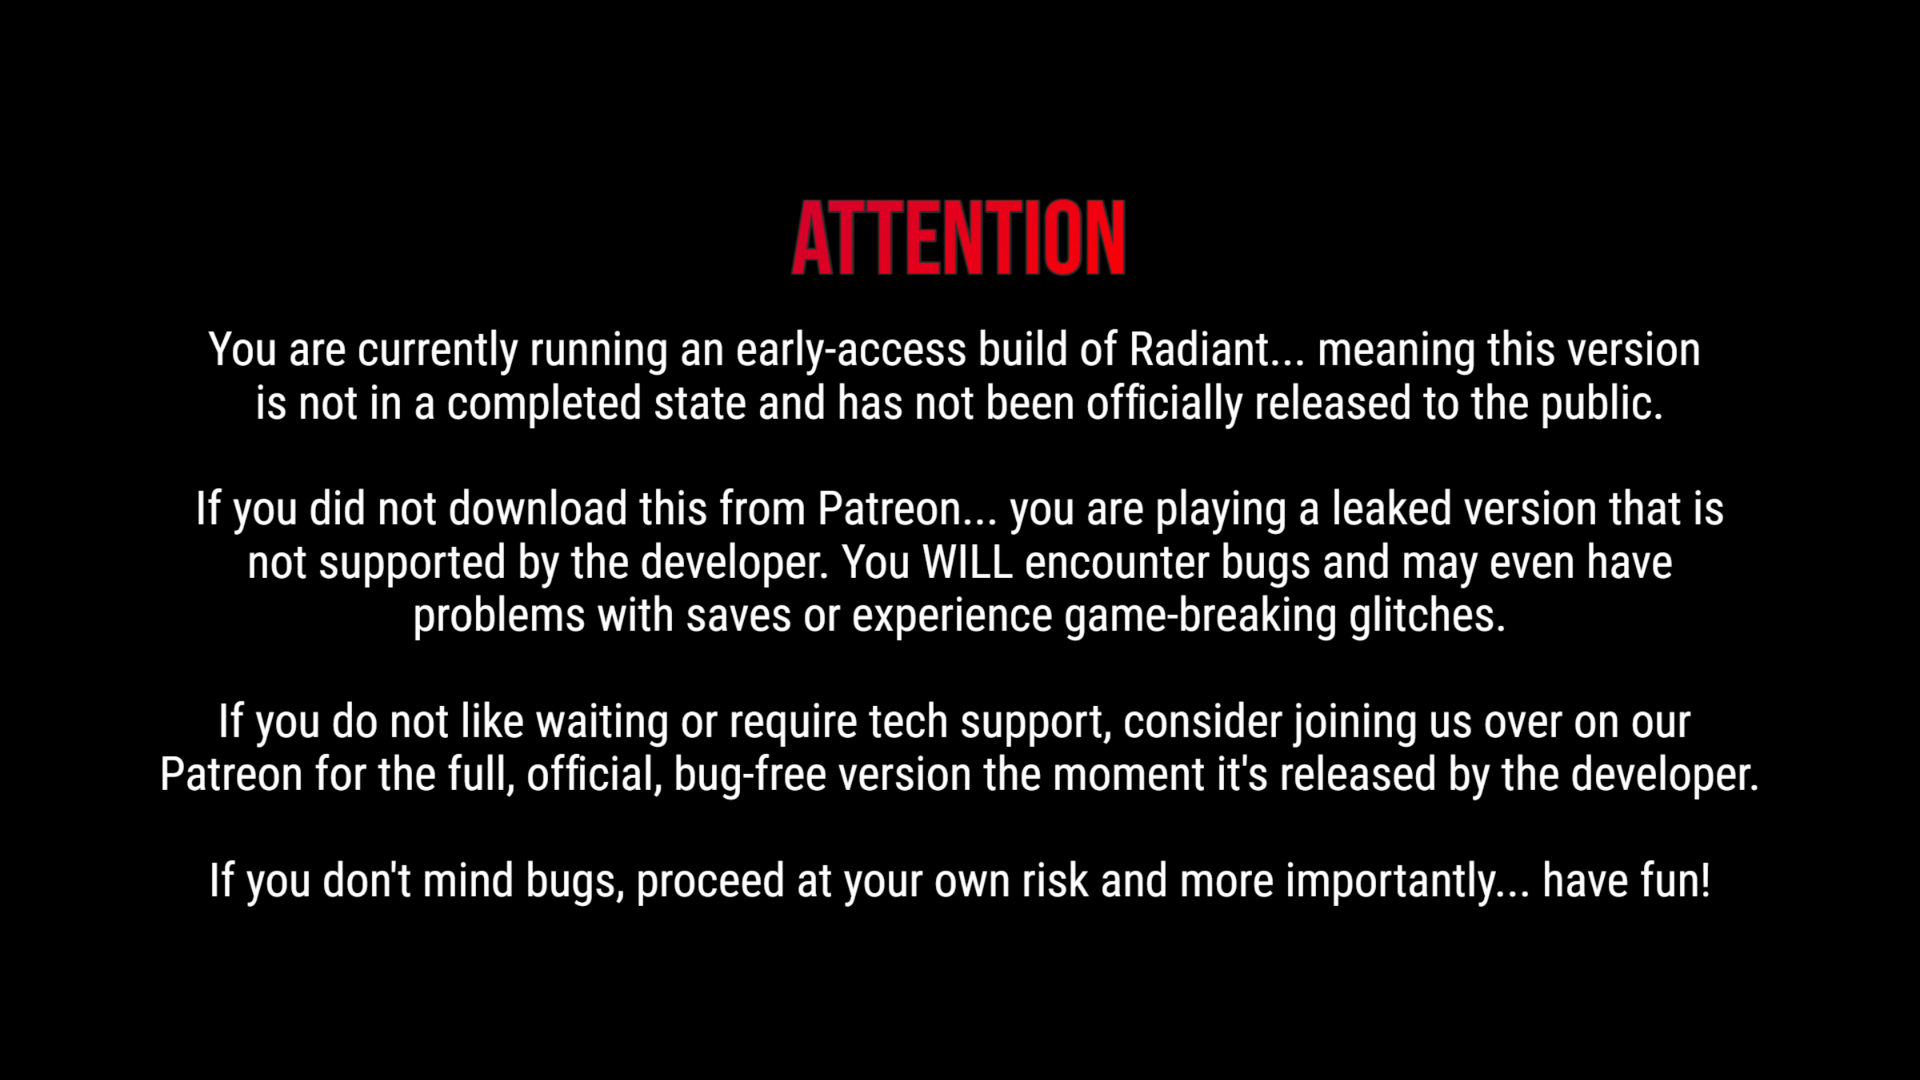 ATTENTION
You are currently running an early-access build of Radiant... meaning this version
is not in a completed state and has not been officially released to the public.
If you did not download this from Patreon... you are playing a leaked version that is
not supported by the developer. You WILL encounter bugs and may even have
problems with saves or experience game-breaking glitches.
If you do not like waiting or require tech support, consider joining us over on our
Patreon for the full, official, bug-free version the moment it's released by the developer.
If you don't mind bugs, proceed at your own risk and more importantly... have fun!